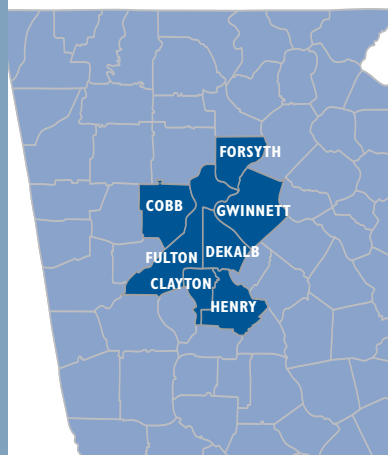 FORSYTH
COBB
GWINNETT
DEKALB
FULTON
CLAYTON
HENRY